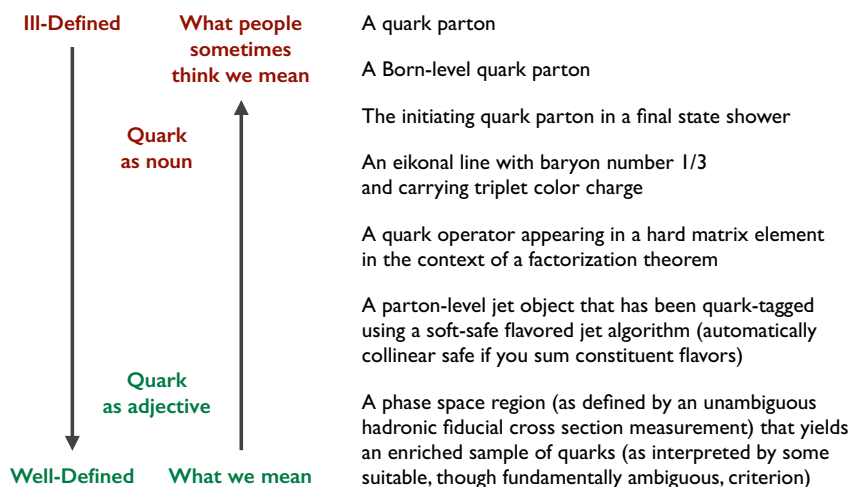 Ill-Defined
What people
sometimes
think we mean
Quark
as noun
Quark
as adjective
Well-Defined
What we mean
A quark parton
A Born-level quark parton
The initiating quark parton in a final state shower
An eikonal line with baryon number 1/3
and carrying triplet color charge
A quark operator appearing in a hard matrix element
in the context of a factorization theorem
A parton-level jet object that has been quark-tagged
using a soft-safe flavored jet algorithm (automatically
collinear safe if you sum constituent flavors)
A phase space region (as defined by an unambiguous
hadronic fiducial cross section measurement) that yields
an enriched sample of quarks (as interpreted by some
suitable, though fundamentally ambiguous, criterion)